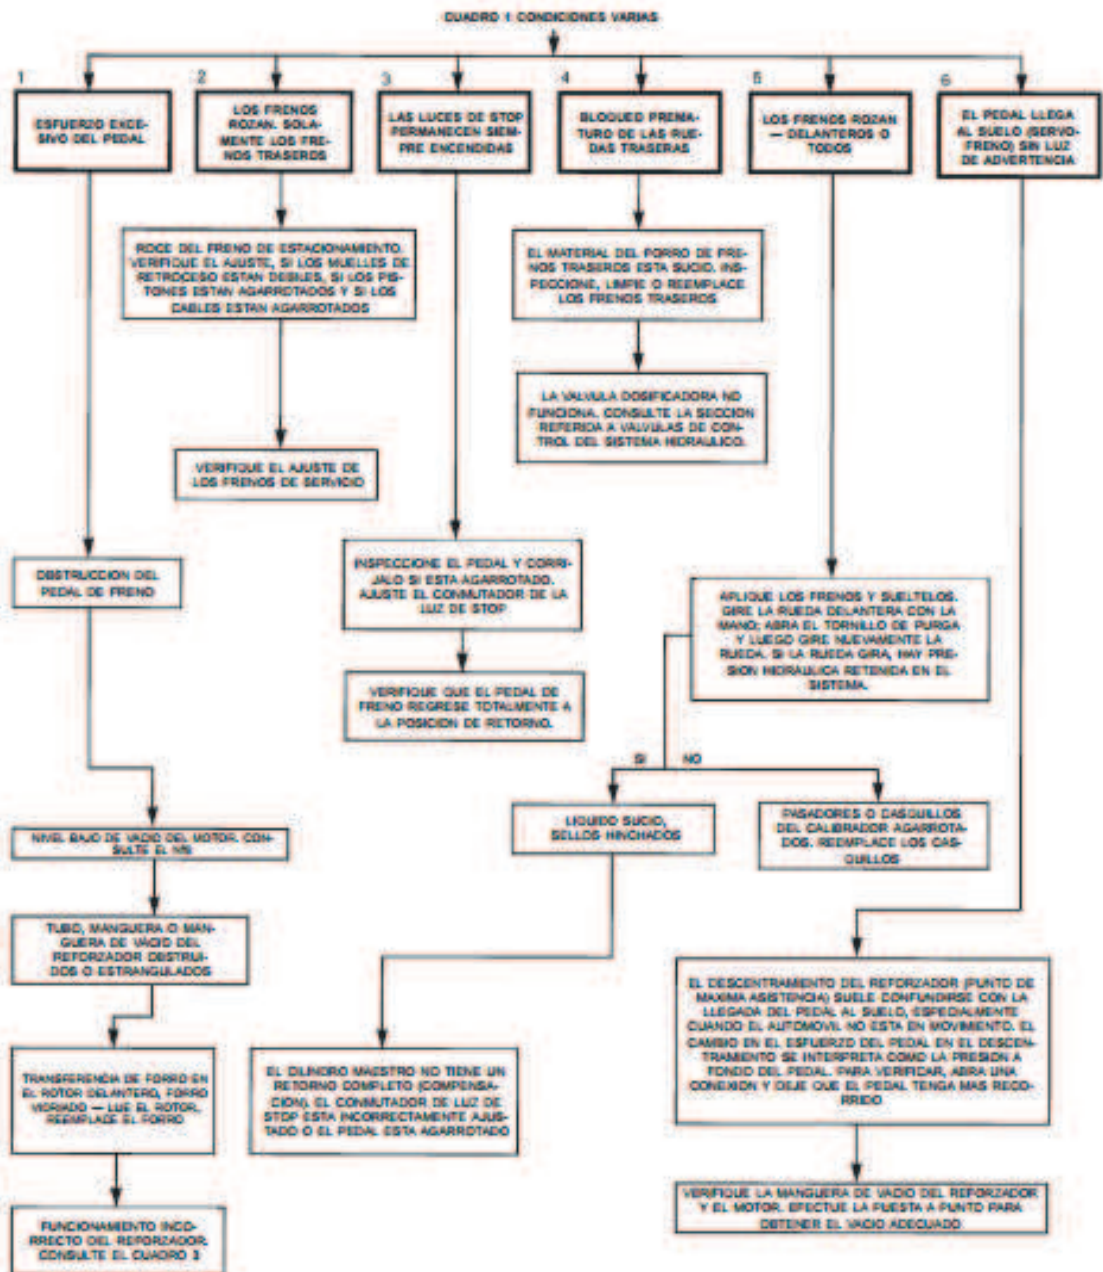 CUADRO 1 CONDICIONES VARIAS
1
ESFUERZO EXCE-
SIVO DEL PEDAL
2
LOS FRENOS
ROZAN. SOLA-
MENTE LOS FRE-
NOS TRASEROS
3
LAS LUCES DE STOP
PERMANECEN SIEM-
PRE ENCENDIDAS
4
BLOQUEO PREMA-
TURO DE LAS RUE-
DAS TRASERAS
5
LOS FRENOS ROZAN
— DELANTEROS O
TODOS
6
EL PEDAL LLEGA
AL SUELO (SERVO-
FRENO) SIN LUZ
DE ADVERTENCIA
ROCE DEL FRENO DE ESTACIONAMIENTO.
VERIFIQUE EL AJUSTE, SI LOS MUELLES DE
RETROCESO ESTAN DEBILES, SI LOS PIS-
TONES ESTAN AGARROTADOS Y SI LOS
CABLES ESTAN AGARROTADOS
EL MATERIAL DEL FORRO DE FRE-
NOS TRASEROS ESTA SUCIO. INS-
PECCIONE, LIMPIE O REEMPLACE
LOS FRENOS TRASEROS
LA VALVULA DOSIFICADORA NO
FUNCIONA. CONSULTE LA SECCION
REFERIDA A VALVULAS DE CON-
TROL DEL SISTEMA HIDRAULICO.
VERIFIQUE EL AJUSTE DE
LOS FRENOS DE SERVICIO
OBSTRUCCION DEL
PEDAL DE FRENO
INSPECCIONE EL PEDAL Y CORRI-
JALO SI ESTA AGARROTADO.
AJUSTE EL CONMUTADOR DE LA
LUZ DE STOP
APLIQUE LOS FRENOS Y SUELTELOS.
GIRE LA RUEDA DELANTERA CON LA
MANO; ABRA EL TORNILLO DE PURGA
Y LUEGO GIRE NUEVAMENTE LA
RUEDA. SI LA RUEDA GIRA, HAY PRE-
SION HIDRAULICA RETENIDA EN EL
SISTEMA.
VERIFIQUE QUE EL PEDAL DE
FRENO REGRESE TOTALMENTE A
LA POSICION DE RETORNO.
SI NO
LIQUIDO SUCIO,
SELLOS HINCHADOS
PASADORES O CASQUILLOS
DEL CALIBRADOR AGARROTA-
DOS. REEMPLACE LOS CAS-
QUILLOS
NIVEL BAJO DE VACIO DEL MOTOR. CON-
SULTE EL
TUBO, MANGUERA O MAN-
GUERA DE VACIO DEL
REFORZADOR OBSTRUI-
DOS O ESTRANGULADOS
EL DESCENTRAMIENTO DEL REFORZADOR (PUNTO DE
MAXIMA ASISTENCIA) SUELE CONFUNDIRSE CON LA
LLEGADA DEL PEDAL AL SUELO, ESPECIALMENTE
CUANDO EL AUTOMOVIL NO ESTA EN MOVIMIENTO. EL
CAMBIO EN EL ESFUERZO DEL PEDAL EN EL DESCEN-
TRAMIENTO SE INTERPRETA COMO LA PRESION A
FONDO DEL PEDAL. PARA VERIFICAR, ABRA UNA
CONEXION Y DEJE QUE EL PEDAL TENGA MAS RECO-
RRIDO
TRANSFERENCIA DE FORRO EN
EL ROTOR DELANTERO, FORRO
VIDRIADO — LIJE EL ROTOR.
REEMPLACE EL FORRO
EL CILINDRO MAESTRO NO TIENE UN
RETORNO COMPLETO (COMPENSA-
CION). EL CONMUTADOR DE LUZ DE
STOP ESTA INCORRECTAMENTE AJUS-
TADO O EL PEDAL ESTA AGARROTADO
VERIFIQUE LA MANGUERA DE VACIO DEL REFORZADOR
Y EL MOTOR. EFECTUE LA PUESTA A PUNTO PARA
OBTENER EL VACIO ADECUADO
FUNCIONAMIENTO INCO-
RRECTO DEL REFORZADOR.
CONSULTE EL CUADRO 3